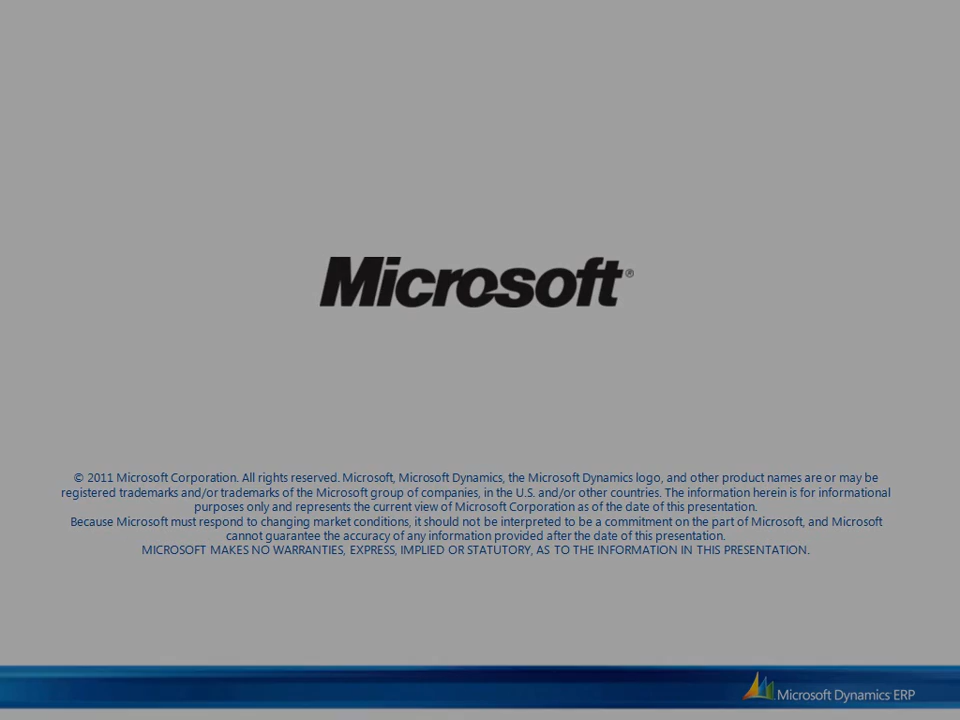 Microsoft®
© 2011 Microsoft Corporation. All rights reserved. Microsoft, Microsoft Dynamics, the Microsoft Dynamics logo, and other product names are or may be
registered trademarks and/or trademarks of the Microsoft group of companies, in the U.S. and/or other countries. The information herein is for informational
purposes only and represents the current view of Microsoft Corporation as of the date of this presentation.
Because Microsoft must respond to changing market conditions, it should not be interpreted to be a commitment on the part of Microsoft, and Microsoft
cannot guarantee the accuracy of any information provided after the date of this presentation.
MICROSOFT MAKES NO WARRANTIES, EXPRESS, IMPLIED OR STATUTORY, AS TO THE INFORMATION IN THIS PRESENTATION.
Microsoft Dynamics ERP